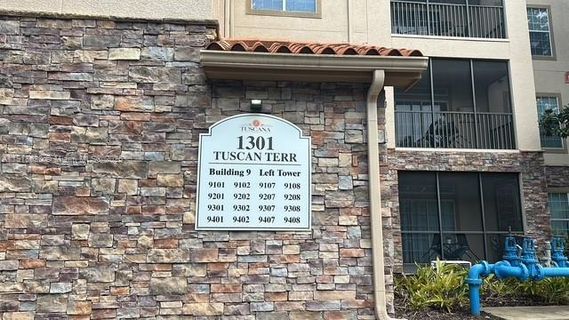 TUSCANA
1301
TUSCAN TERR
Building 9 Left Tower
9101 9102 9107 9108
9201 9202 9207 9208
9301 9302 9307 9308
9401 9402 9407 9408